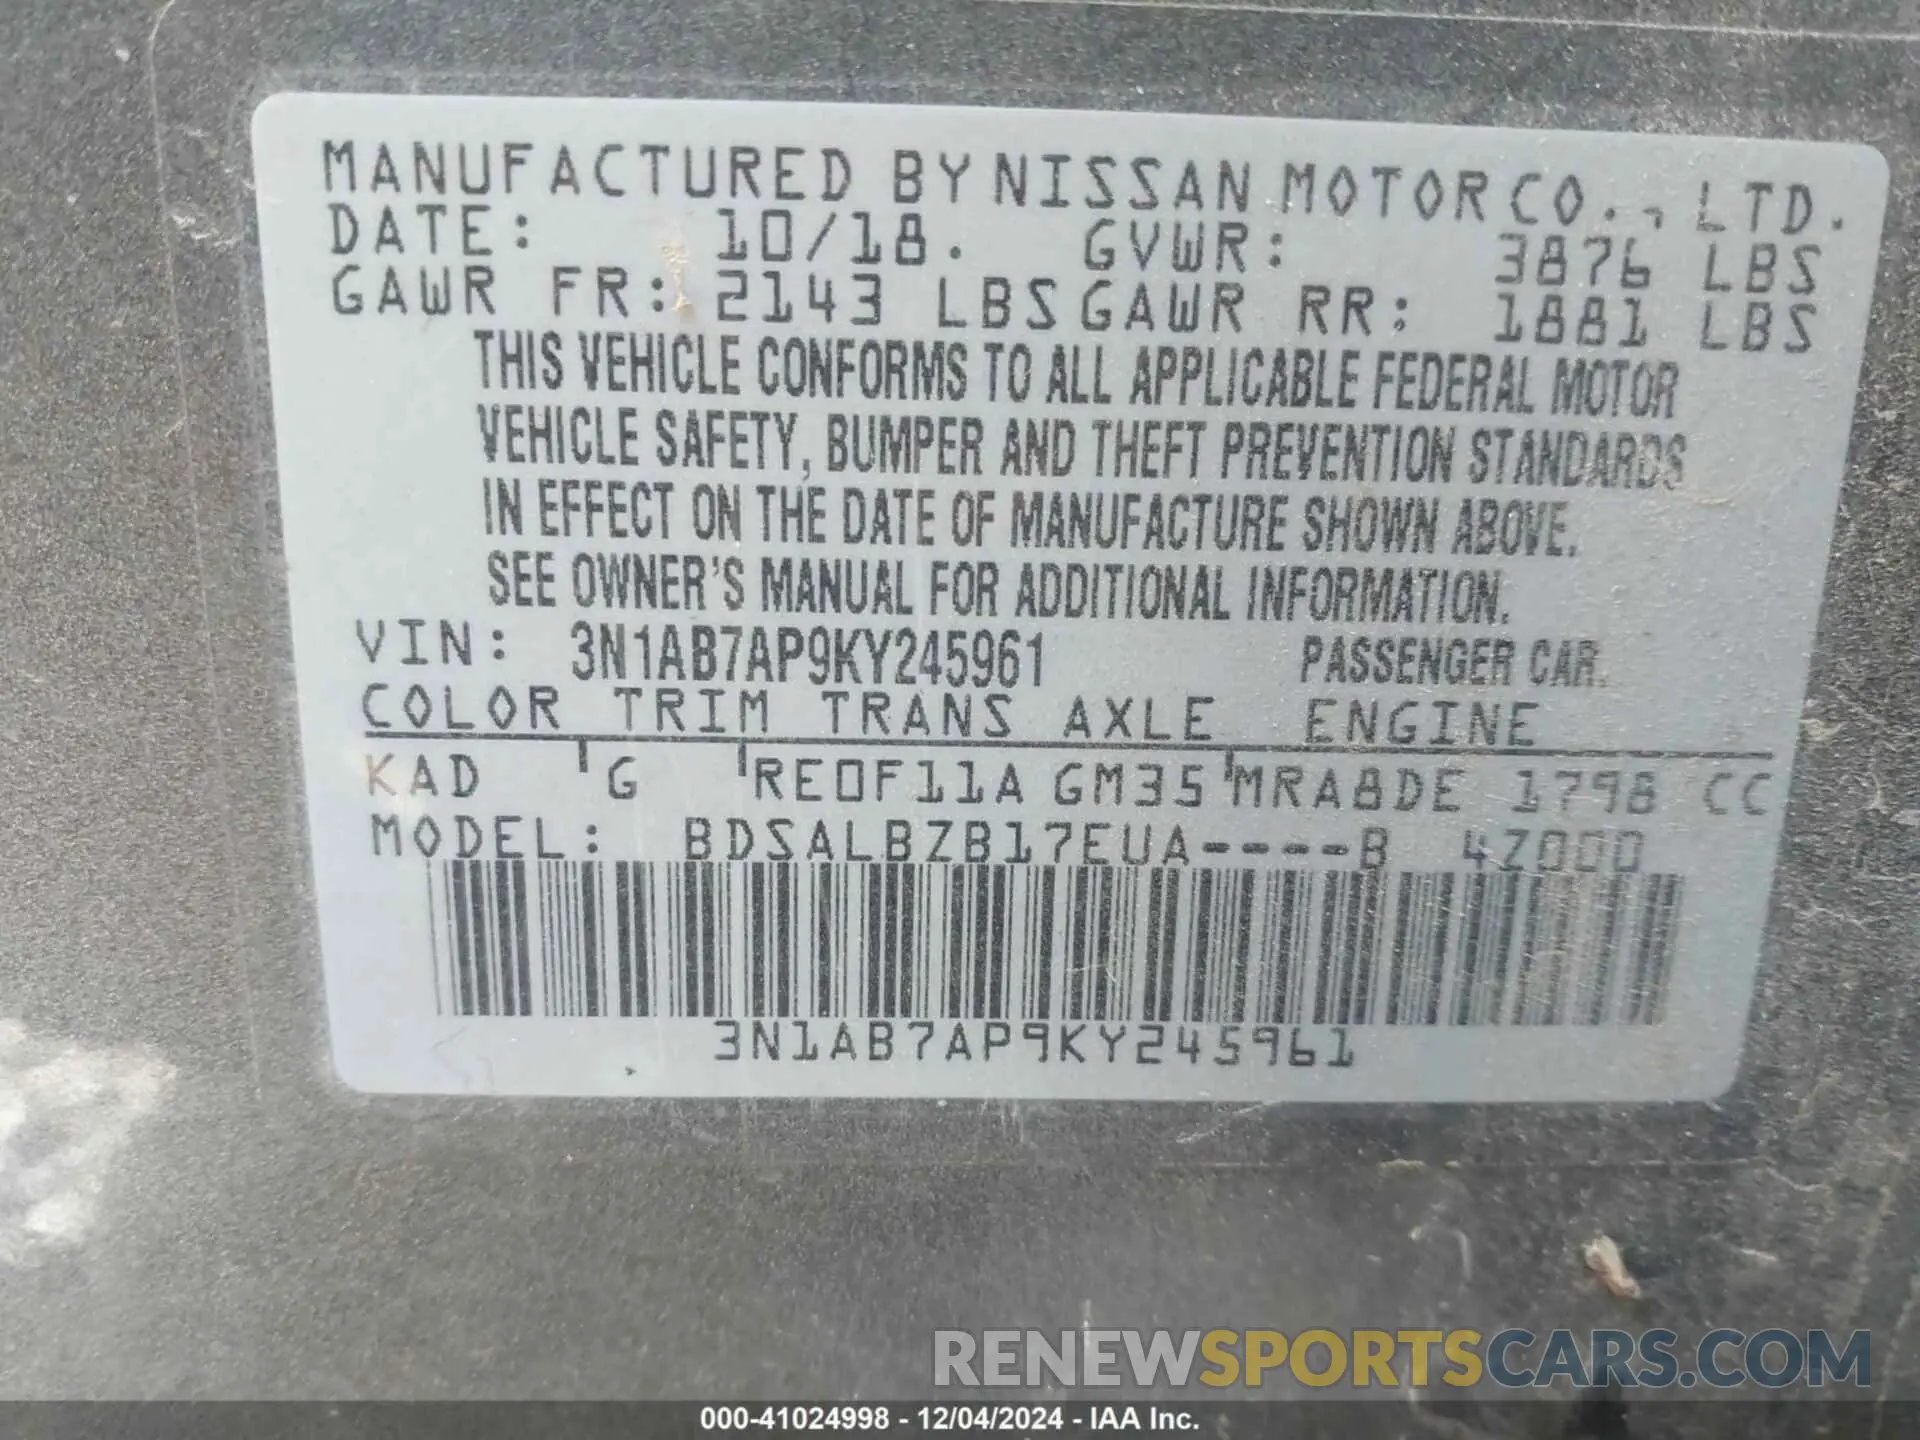 MANUFACTURED BY NISSAN MOTOR CO., LTD.
DATE: 10/18. GVWR: 3876 LBS
GAWR FR: 2143 LBS GAWR RR: 1881 LBS
THIS VEHICLE CONFORMS TO ALL APPLICABLE FEDERAL MOTOR
VEHICLE SAFETY, BUMPER AND THEFT PREVENTION STANDARDS
IN EFFECT ON THE DATE OF MANUFACTURE SHOWN ABOVE.
SEE OWNER'S MANUAL FOR ADDITIONAL INFORMATION.
VIN: 3N1AB7AP9KY245961 PASSENGER CAR.
COLOR TRIM TRANS AXLE ENGINE
KAD G RE0F11A GM35 MRA8DE 1798 CC
MODEL: BDSALBZB17EUA----B 4Z000
3N1AB7AP9KY245961
RENEWSPORTSCARS.COM
000-41024998 - 12/04/2024 - IAA Inc.